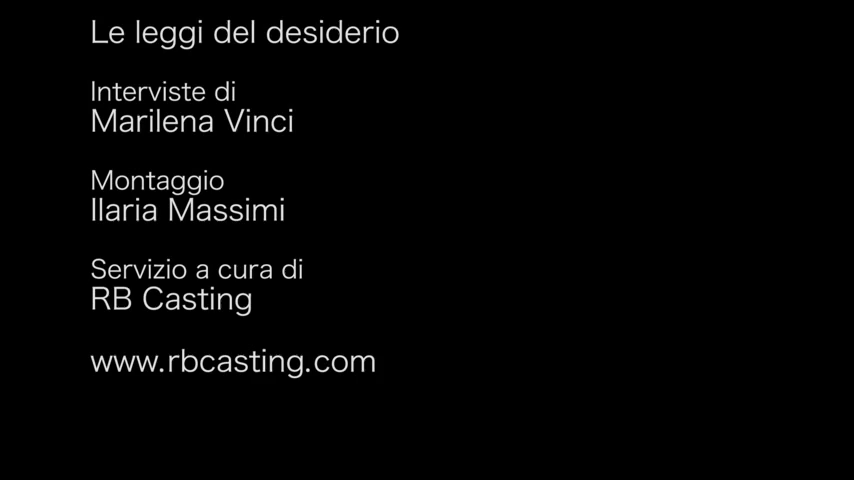 Le leggi del desiderio
Interviste di
Marilena Vinci
Montaggio
Ilaria Massimi
Servizio a cura di
RB Casting
www.rbcasting.com